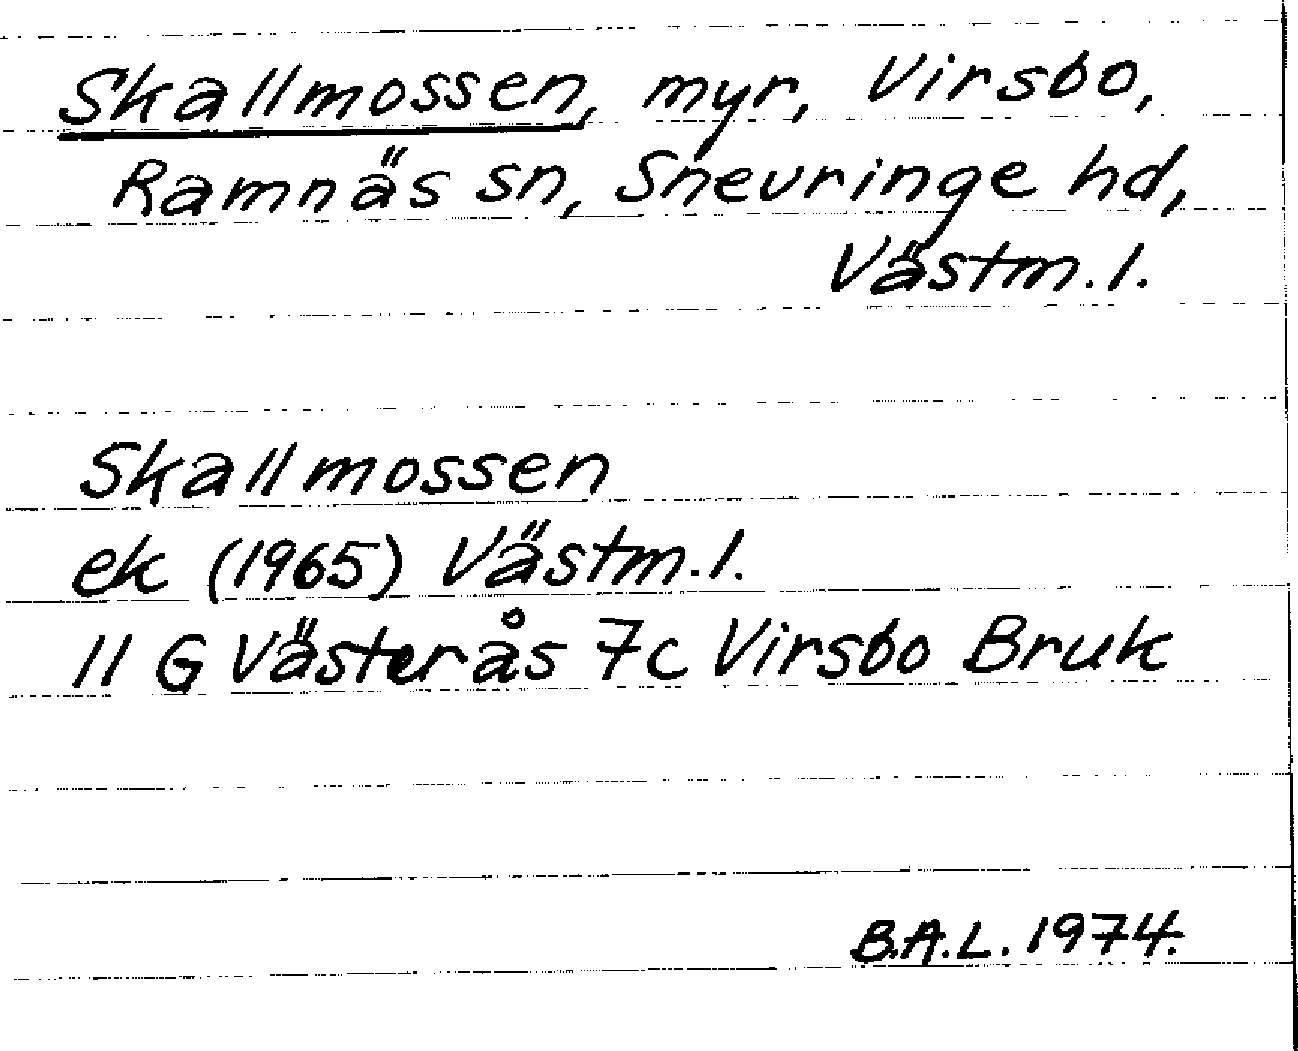 Skallmossen, myr, Virsbo,
Ramnäs sn, Snevringe hd,
Västm. l.
Skallmossen
ek (1965) Västm. l.
11 G Västerås 7c Virsbo Bruk
B.A.L. 1974.